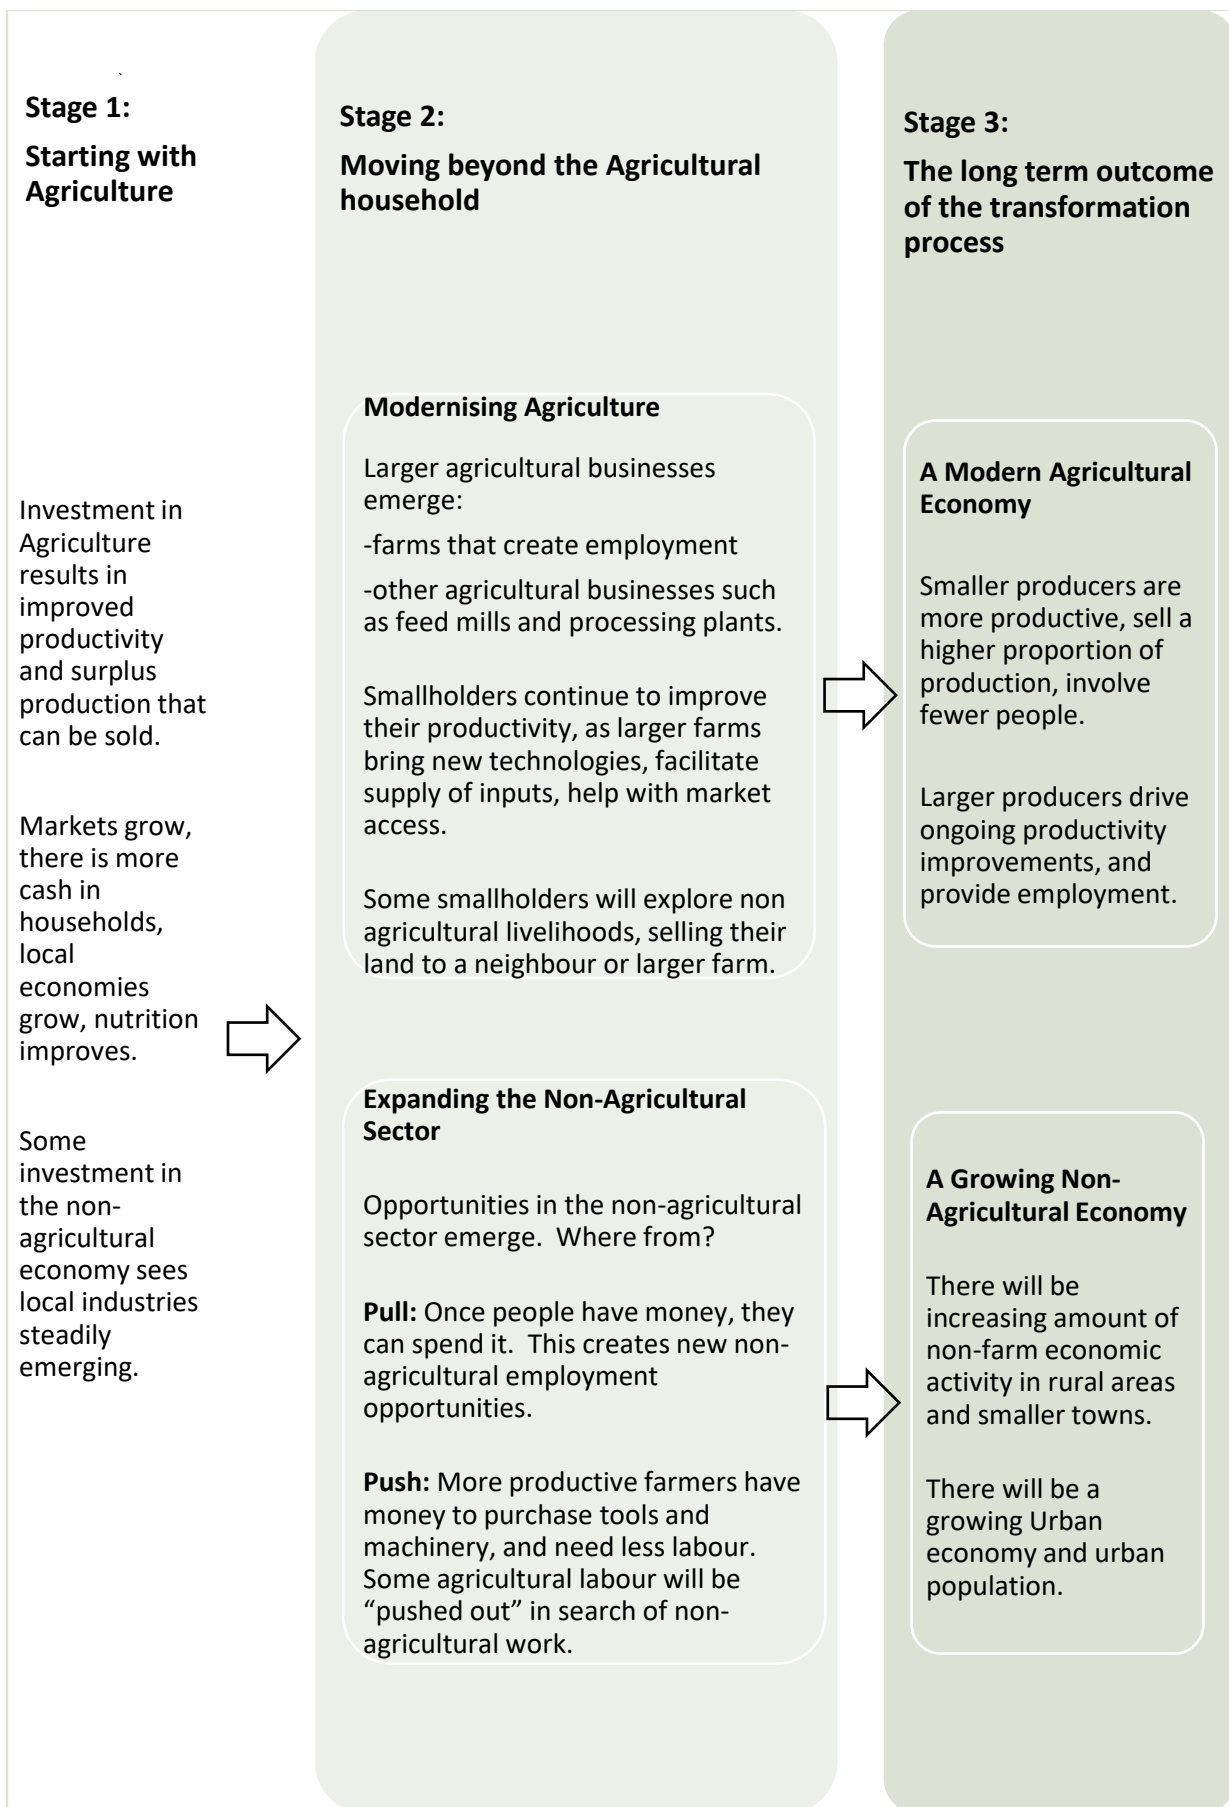 Stage 1:
Starting with
Agriculture
Investment in
Agriculture
results in
improved
productivity
and surplus
production that
can be sold.
Markets grow,
there is more
cash in
households,
local
economies
grow, nutrition
improves.
Some
investment in
the non-
agricultural
economy sees
local industries
steadily
emerging.
Stage 2:
Moving beyond the Agricultural
household
Modernising Agriculture
Larger agricultural businesses
emerge:
-farms that create employment
-other agricultural businesses such
as feed mills and processing plants.
Smallholders continue to improve
their productivity, as larger farms
bring new technologies, facilitate
supply of inputs, help with market
access.
Some smallholders will explore non
agricultural livelihoods, selling their
land to a neighbour or larger farm.
Expanding the Non-Agricultural
Sector
Opportunities in the non-agricultural
sector emerge.  Where from?
Pull: Once people have money, they
can spend it.  This creates new non-
agricultural employment
opportunities.
Push: More productive farmers have
money to purchase tools and
machinery, and need less labour.
Some agricultural labour will be
“pushed out” in search of non-
agricultural work.
Stage 3:
The long term outcome
of the transformation
process
A Modern Agricultural
Economy
Smaller producers are
more productive, sell a
higher proportion of
production, involve
fewer people.
Larger producers drive
ongoing productivity
improvements, and
provide employment.
A Growing Non-
Agricultural Economy
There will be
increasing amount of
non-farm economic
activity in rural areas
and smaller towns.
There will be a
growing Urban
economy and urban
population.